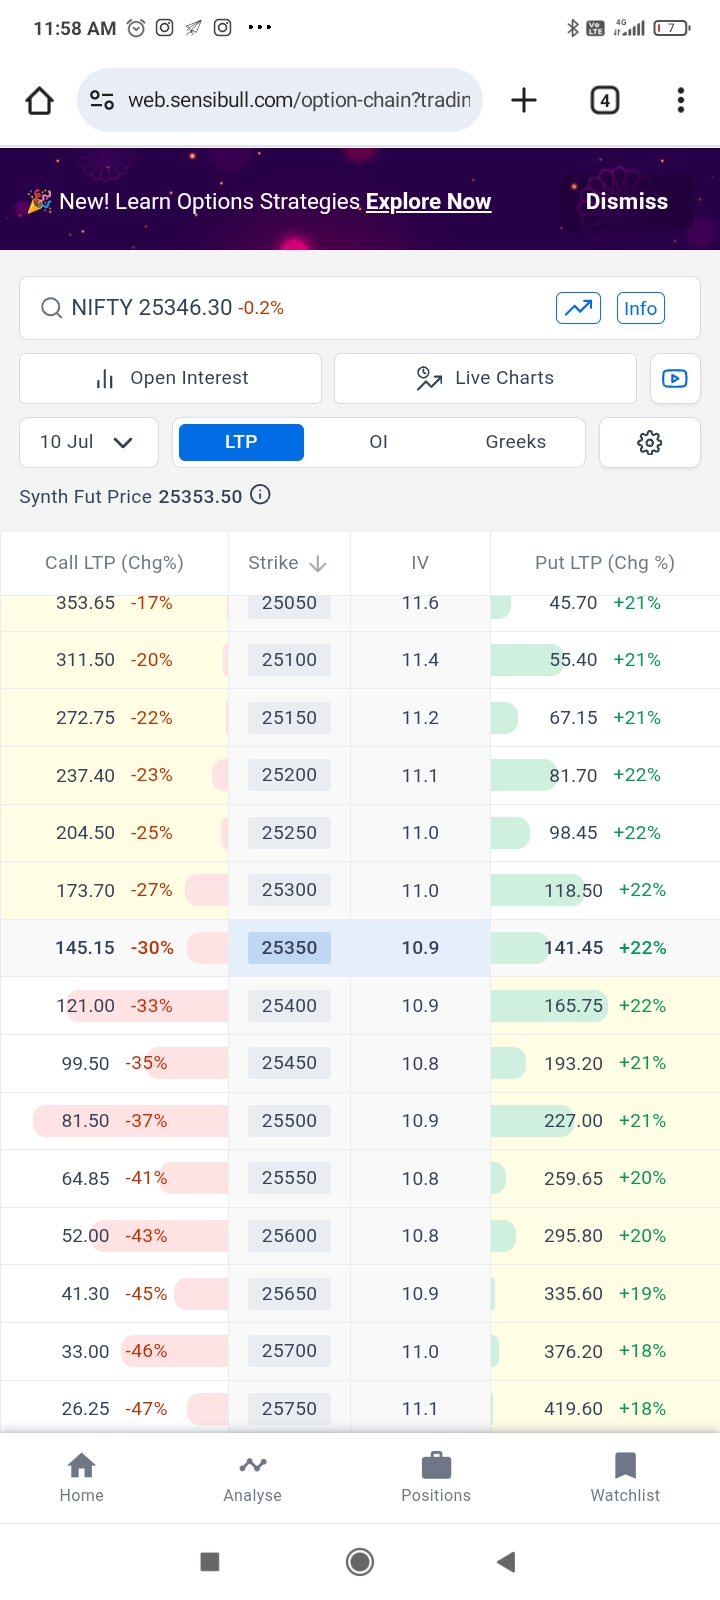 11:58 AM
Vo LTE 4G 7
web.sensibull.com/option-chain?tradin
4
🎉 New! Learn Options Strategies Explore Now Dismiss
NIFTY 25346.30 -0.2% Info
Open Interest Live Charts
10 Jul LTP OI Greeks
Synth Fut Price 25353.50
Call LTP (Chg%) Strike IV Put LTP (Chg %)
353.65 -17% 25050 11.6 45.70 +21%
311.50 -20% 25100 11.4 55.40 +21%
272.75 -22% 25150 11.2 67.15 +21%
237.40 -23% 25200 11.1 81.70 +22%
204.50 -25% 25250 11.0 98.45 +22%
173.70 -27% 25300 11.0 118.50 +22%
145.15 -30% 25350 10.9 141.45 +22%
121.00 -33% 25400 10.9 165.75 +22%
99.50 -35% 25450 10.8 193.20 +21%
81.50 -37% 25500 10.9 227.00 +21%
64.85 -41% 25550 10.8 259.65 +20%
52.00 -43% 25600 10.8 295.80 +20%
41.30 -45% 25650 10.9 335.60 +19%
33.00 -46% 25700 11.0 376.20 +18%
26.25 -47% 25750 11.1 419.60 +18%
Home Analyse Positions Watchlist